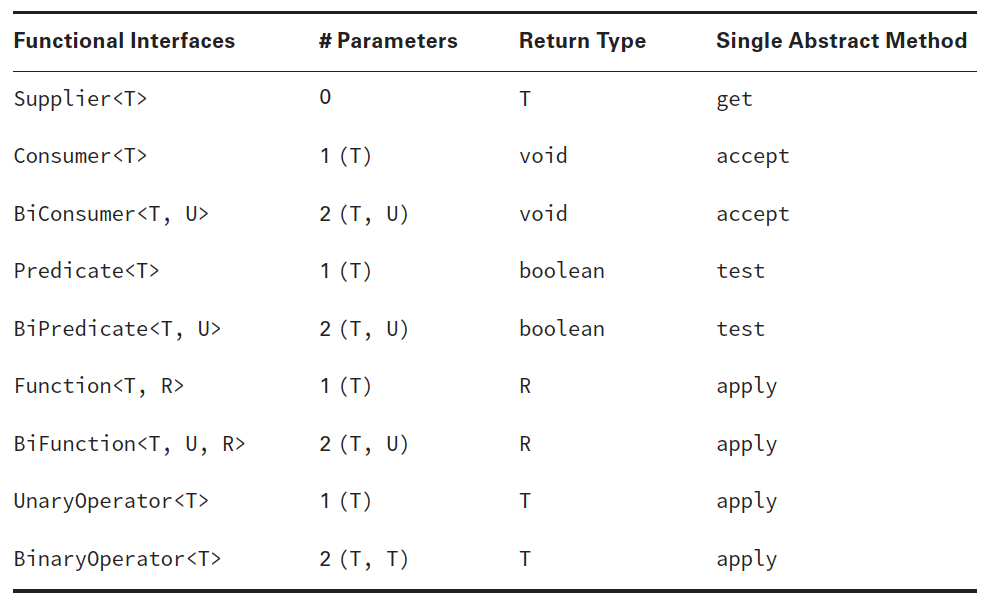 Functional Interfaces # Parameters Return Type Single Abstract Method
Supplier<T> 0 T get
Consumer<T> 1 (T) void accept
BiConsumer<T, U> 2 (T, U) void accept
Predicate<T> 1 (T) boolean test
BiPredicate<T, U> 2 (T, U) boolean test
Function<T, R> 1 (T) R apply
BiFunction<T, U, R> 2 (T, U) R apply
UnaryOperator<T> 1 (T) T apply
BinaryOperator<T> 2 (T, T) T apply